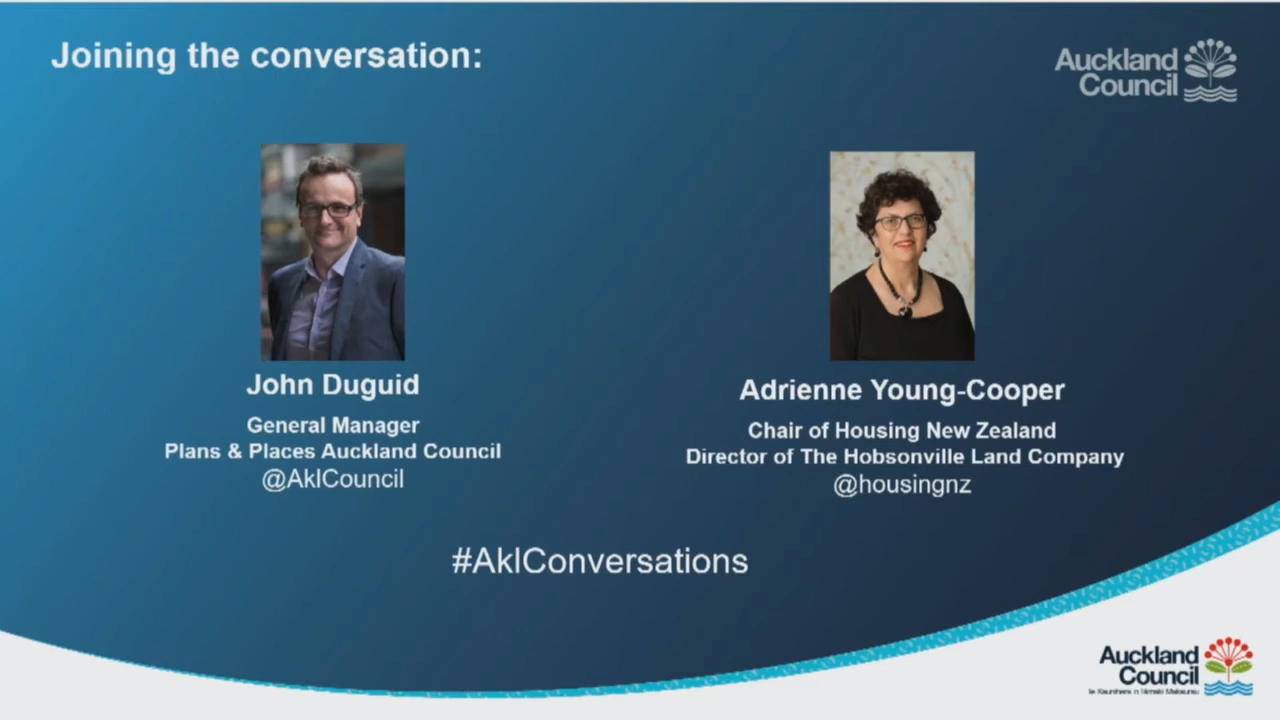 Joining the conversation:
Auckland
Council
John Duguid
General Manager
Plans & Places Auckland Council
@AklCouncil
Adrienne Young-Cooper
Chair of Housing New Zealand
Director of The Hobsonville Land Company
@housingnz
#AklConversations
Auckland
Council